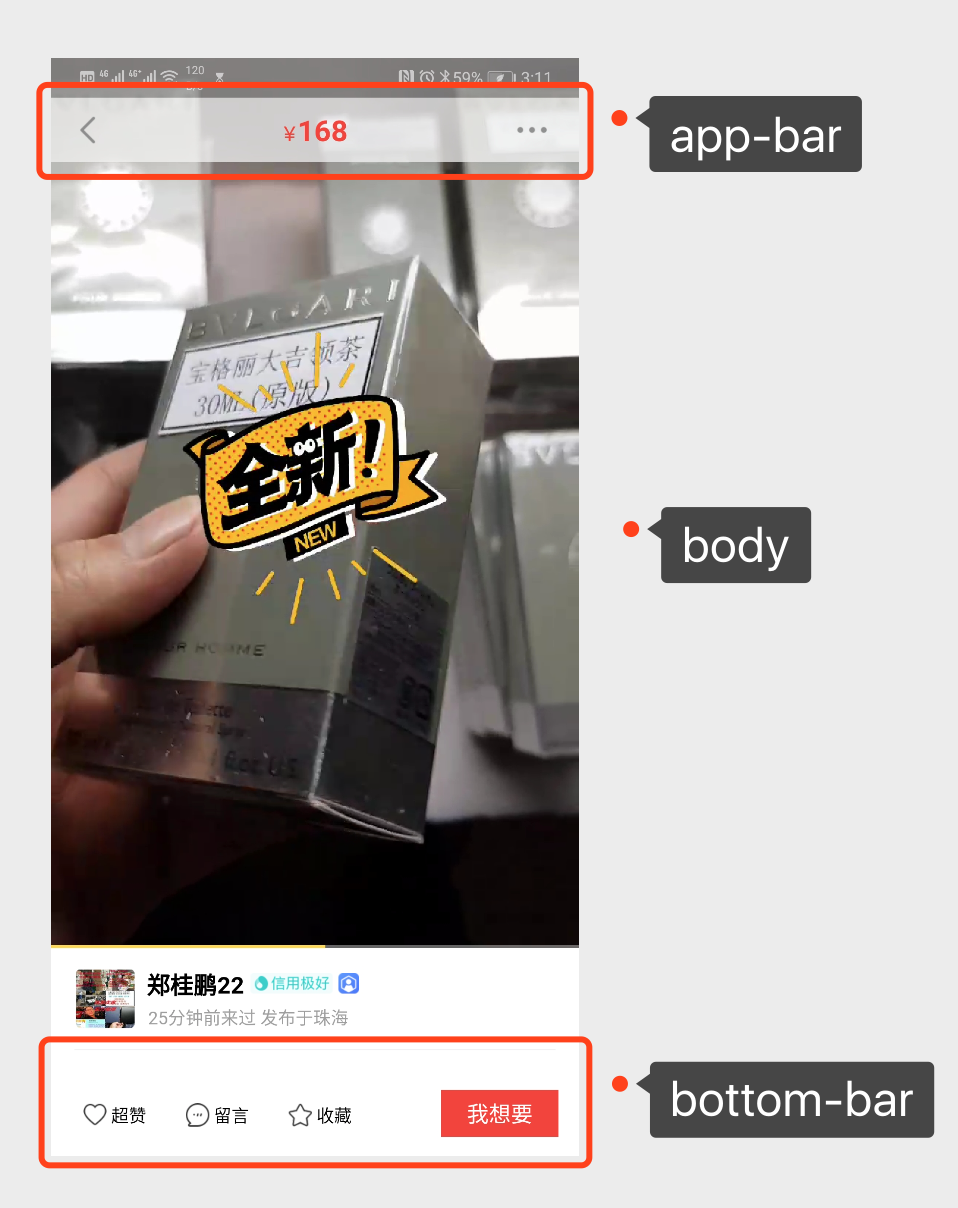 HD 4G 4G+ 120 59% 3:11
¥168
app-bar
BVLGARI
宝格丽大吉领茶
30ML(原版)
全新!
NEW
body
郑桂鹏22 信用极好
25分钟前来过 发布于珠海
超赞 留言 收藏 我想要
bottom-bar